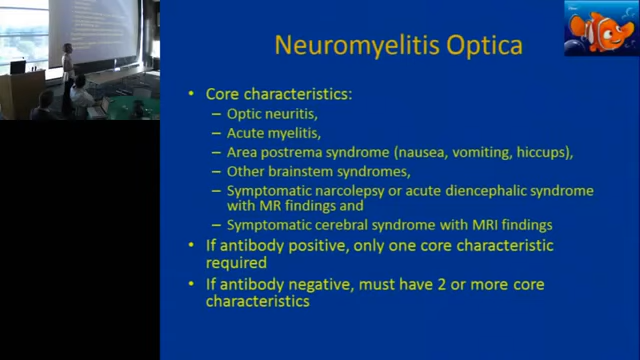 Neuromyelitis Optica
• Core characteristics:
– Optic neuritis,
– Acute myelitis,
– Area postrema syndrome (nausea, vomiting, hiccups),
– Other brainstem syndromes,
– Symptomatic narcolepsy or acute diencephalic syndrome
with MR findings and
– Symptomatic cerebral syndrome with MRI findings
• If antibody positive, only one core characteristic
required
• If antibody negative, must have 2 or more core
characteristics